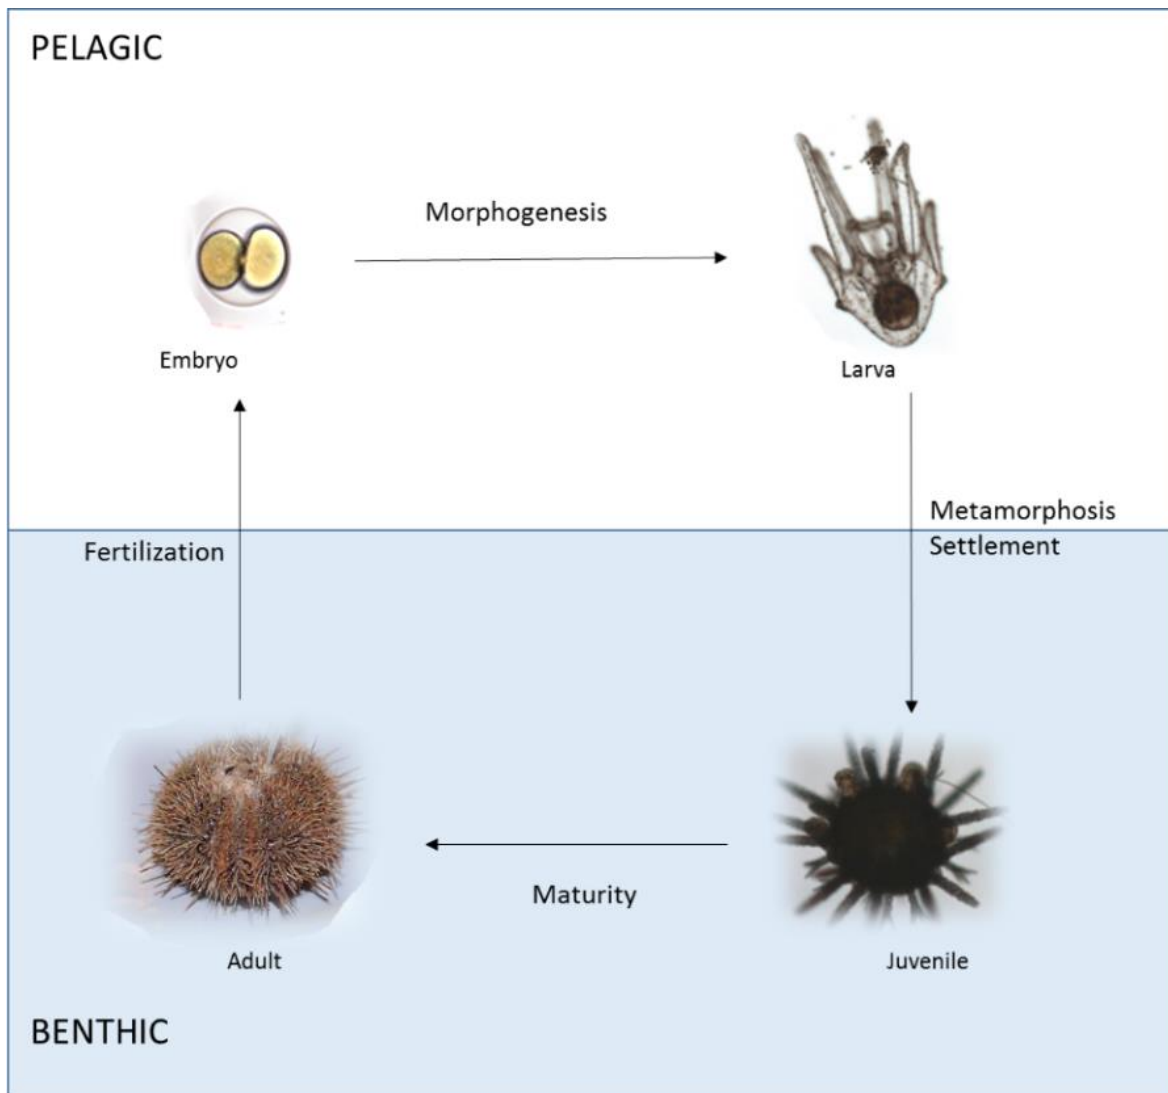 PELAGIC
Morphogenesis
Embryo
Larva
Metamorphosis
Settlement
Fertilization
Maturity
Adult
Juvenile
BENTHIC